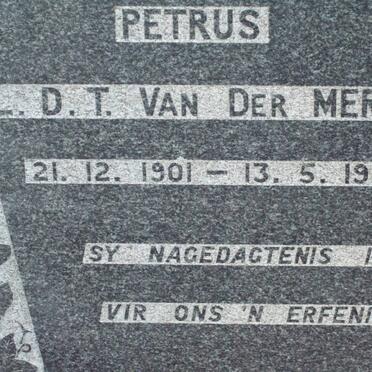 PETRUS
D. T. VAN DER MER
21. 12. 1901 — 13. 5. 19
SY NAGEDAGTENIS
VIR ONS 'N ERFENI